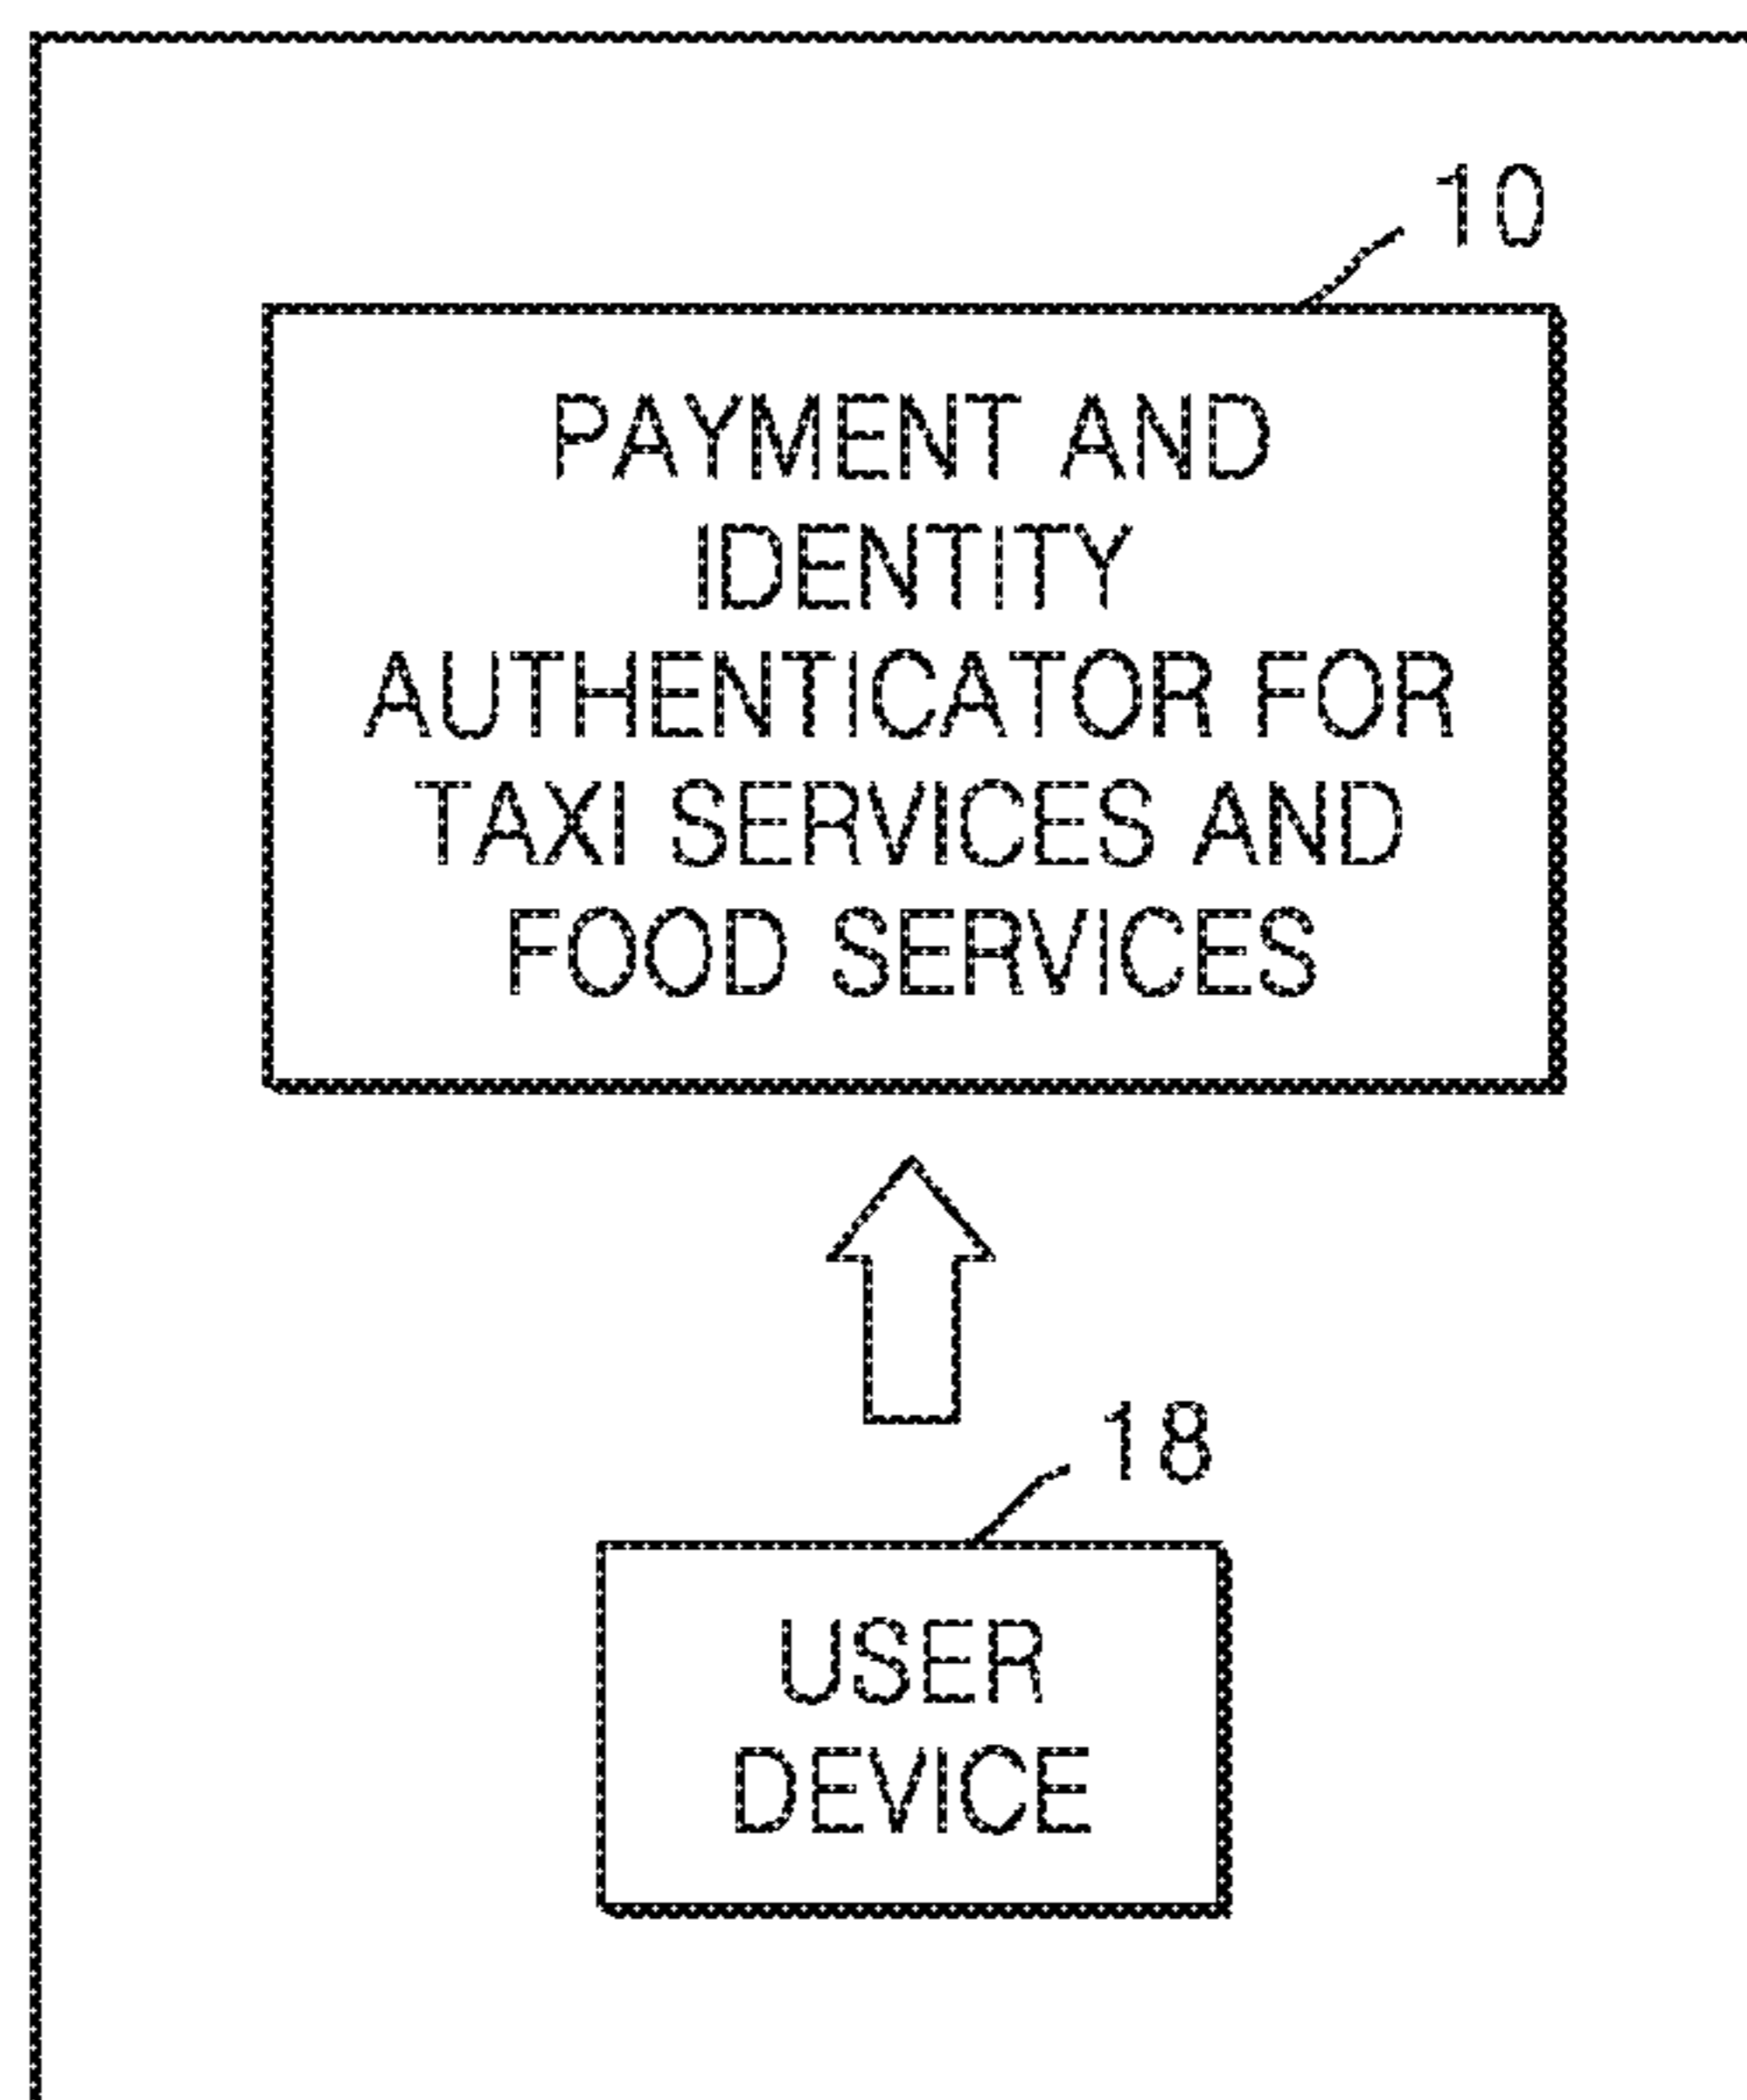 10
PAYMENT AND
IDENTITY
AUTHENTICATOR FOR
TAXI SERVICES AND
FOOD SERVICES
18
USER
DEVICE